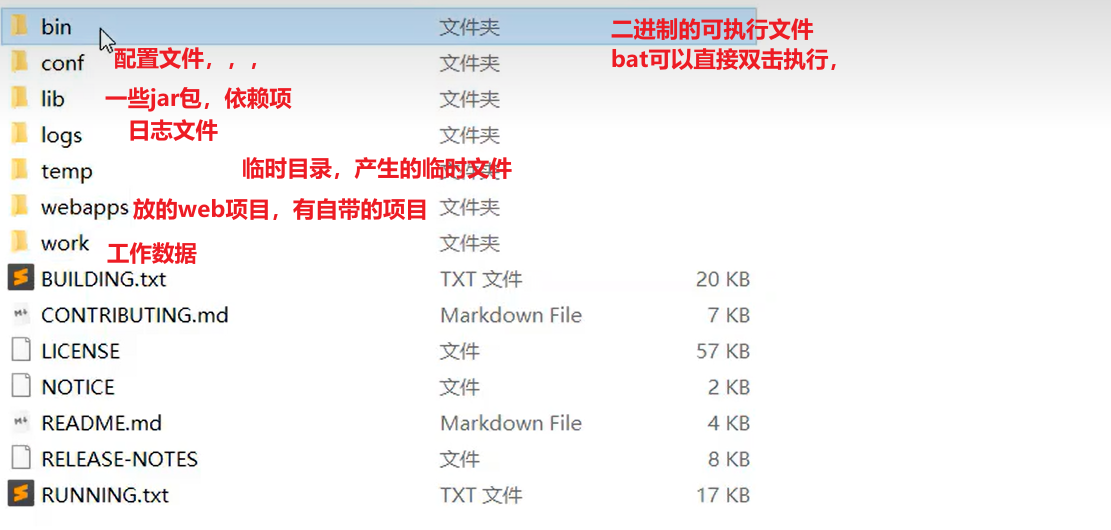 bin 文件夹 二进制的可执行文件
bat可以直接双击执行，
conf 配置文件，，， 文件夹
lib 一些jar包，依赖项 文件夹
logs 日志文件 文件夹
temp 临时目录，产生的临时文件 文件夹
webapps 放的web项目，有自带的项目 文件夹
work 工作数据 文件夹
BUILDING.txt TXT 文件 20 KB
CONTRIBUTING.md Markdown File 7 KB
LICENSE 文件 57 KB
NOTICE 文件 2 KB
README.md Markdown File 4 KB
RELEASE-NOTES 文件 8 KB
RUNNING.txt TXT 文件 17 KB